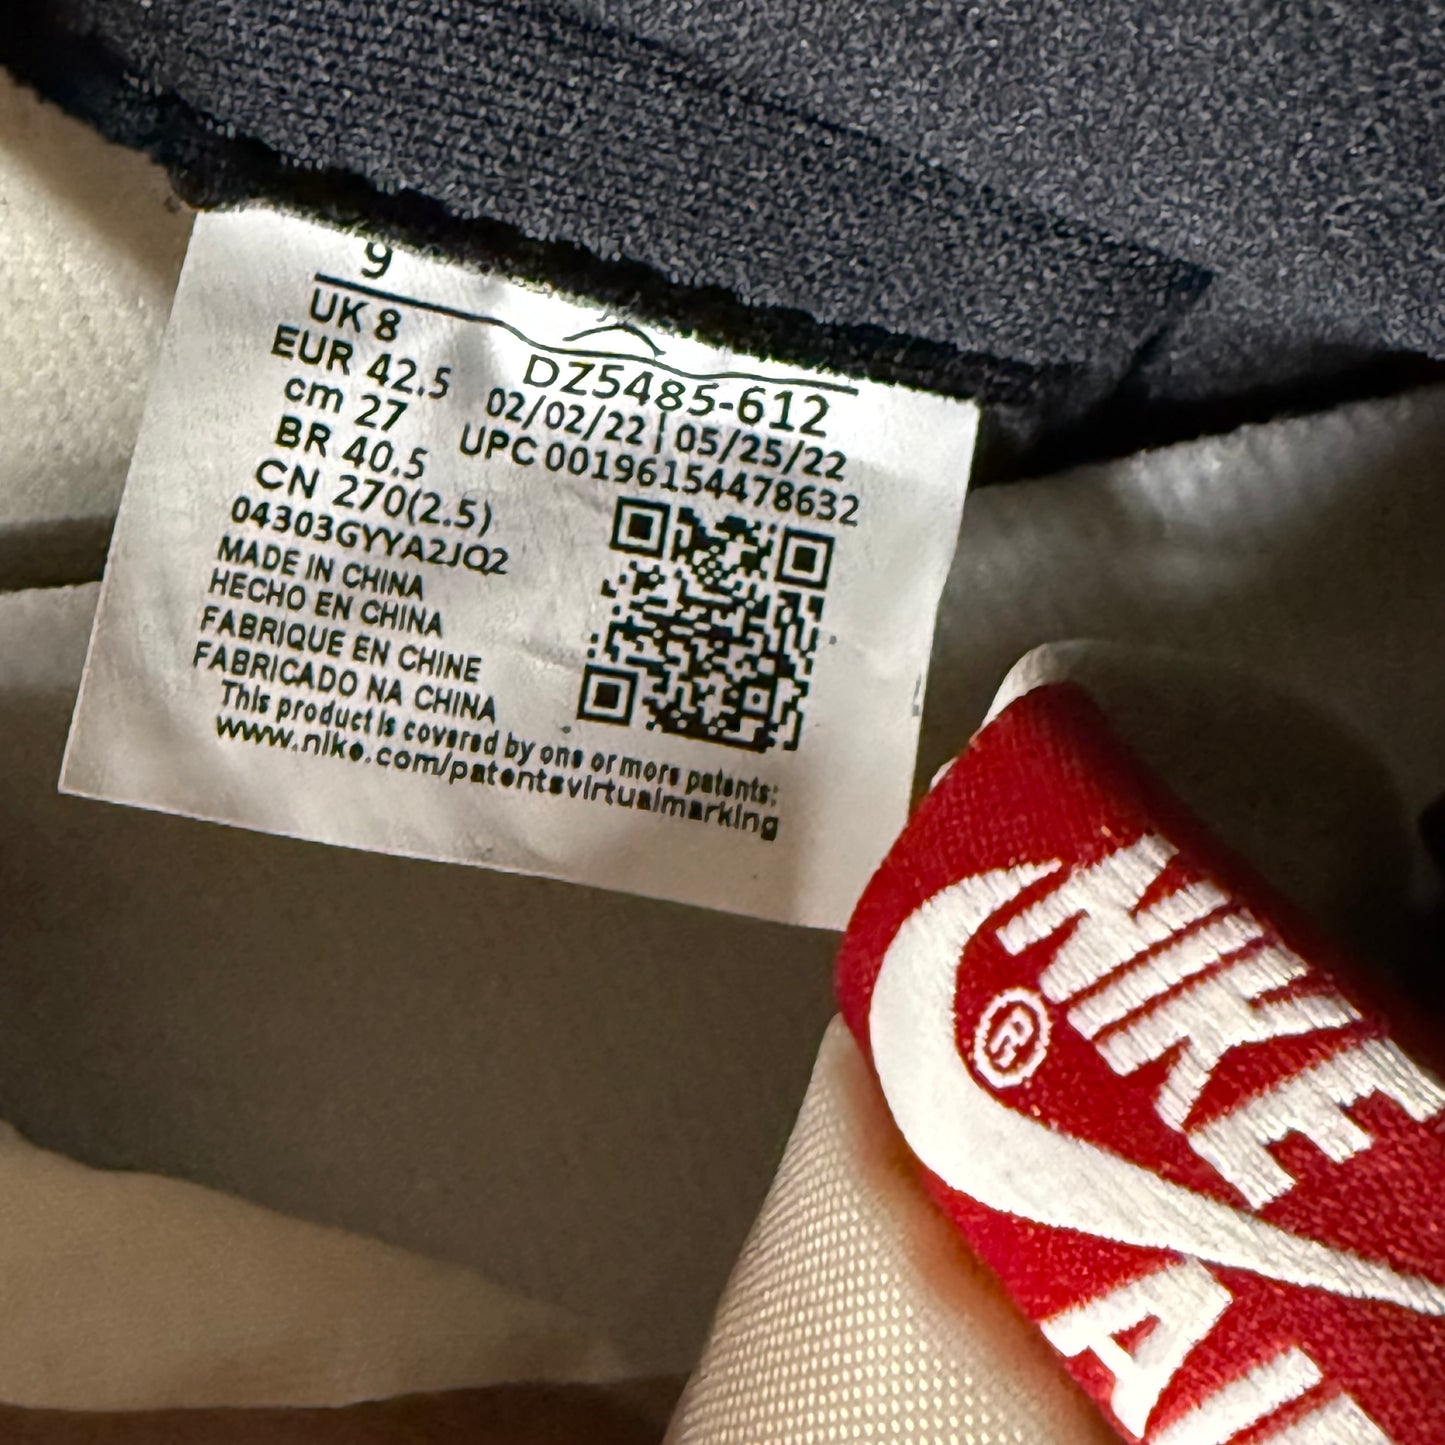 9
UK 8
EUR 42.5
cm 27
BR 40.5
CN 270(2.5)
04303GYYA2JQ2
MADE IN CHINA
HECHO EN CHINA
FABRIQUE EN CHINE
FABRICADO NA CHINA
DZ5485-612
02/02/22 | 05/25/22
UPC 00196154478632
This product is covered by one or more patents:
www.nike.com/patentsvirtualmarking
NIKE
®